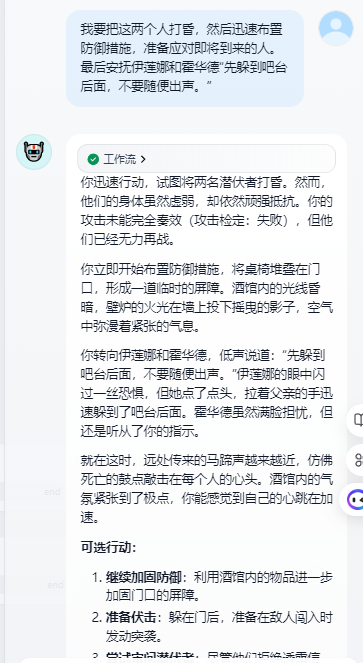 我要把这两个人打昏，然后迅速布置
防御措施，准备应对即将到来的人。
最后安抚伊莲娜和霍华德“先躲到吧台
后面，不要随便出声。”
工作流
你迅速行动，试图将两名潜伏者打昏。然而，
他们的身体虽然虚弱，却依然顽强抵抗。你的
攻击未能完全奏效（攻击检定：失败），但他
们已经无力再战。
你立即开始布置防御措施，将桌椅堆叠在门
口，形成一道临时的屏障。酒馆内的光线昏
暗，壁炉的火光在墙上投下摇曳的影子，空气
中弥漫着紧张的气息。
你转向伊莲娜和霍华德，低声说道：“先躲到
吧台后面，不要随便出声。”伊莲娜的眼中闪
过一丝恐惧，但她点了点头，拉着父亲的手迅
速躲到了吧台后面。霍华德虽然满脸担忧，但
还是听从了你的指示。
就在这时，远处传来的马蹄声越来越近，仿佛
死亡的鼓点敲击在每个人的心头。酒馆内的气
氛紧张到了极点，你能感觉到自己的心跳在加
速。
end
可选行动：
1. 继续加固防御：利用酒馆内的物品进一步
加固门口的屏障。
end
2. 准备伏击：躲在门后，准备在敌人闯入时
发动突袭。
3. 尝试审问潜伏者：尽管他们拒绝透露信